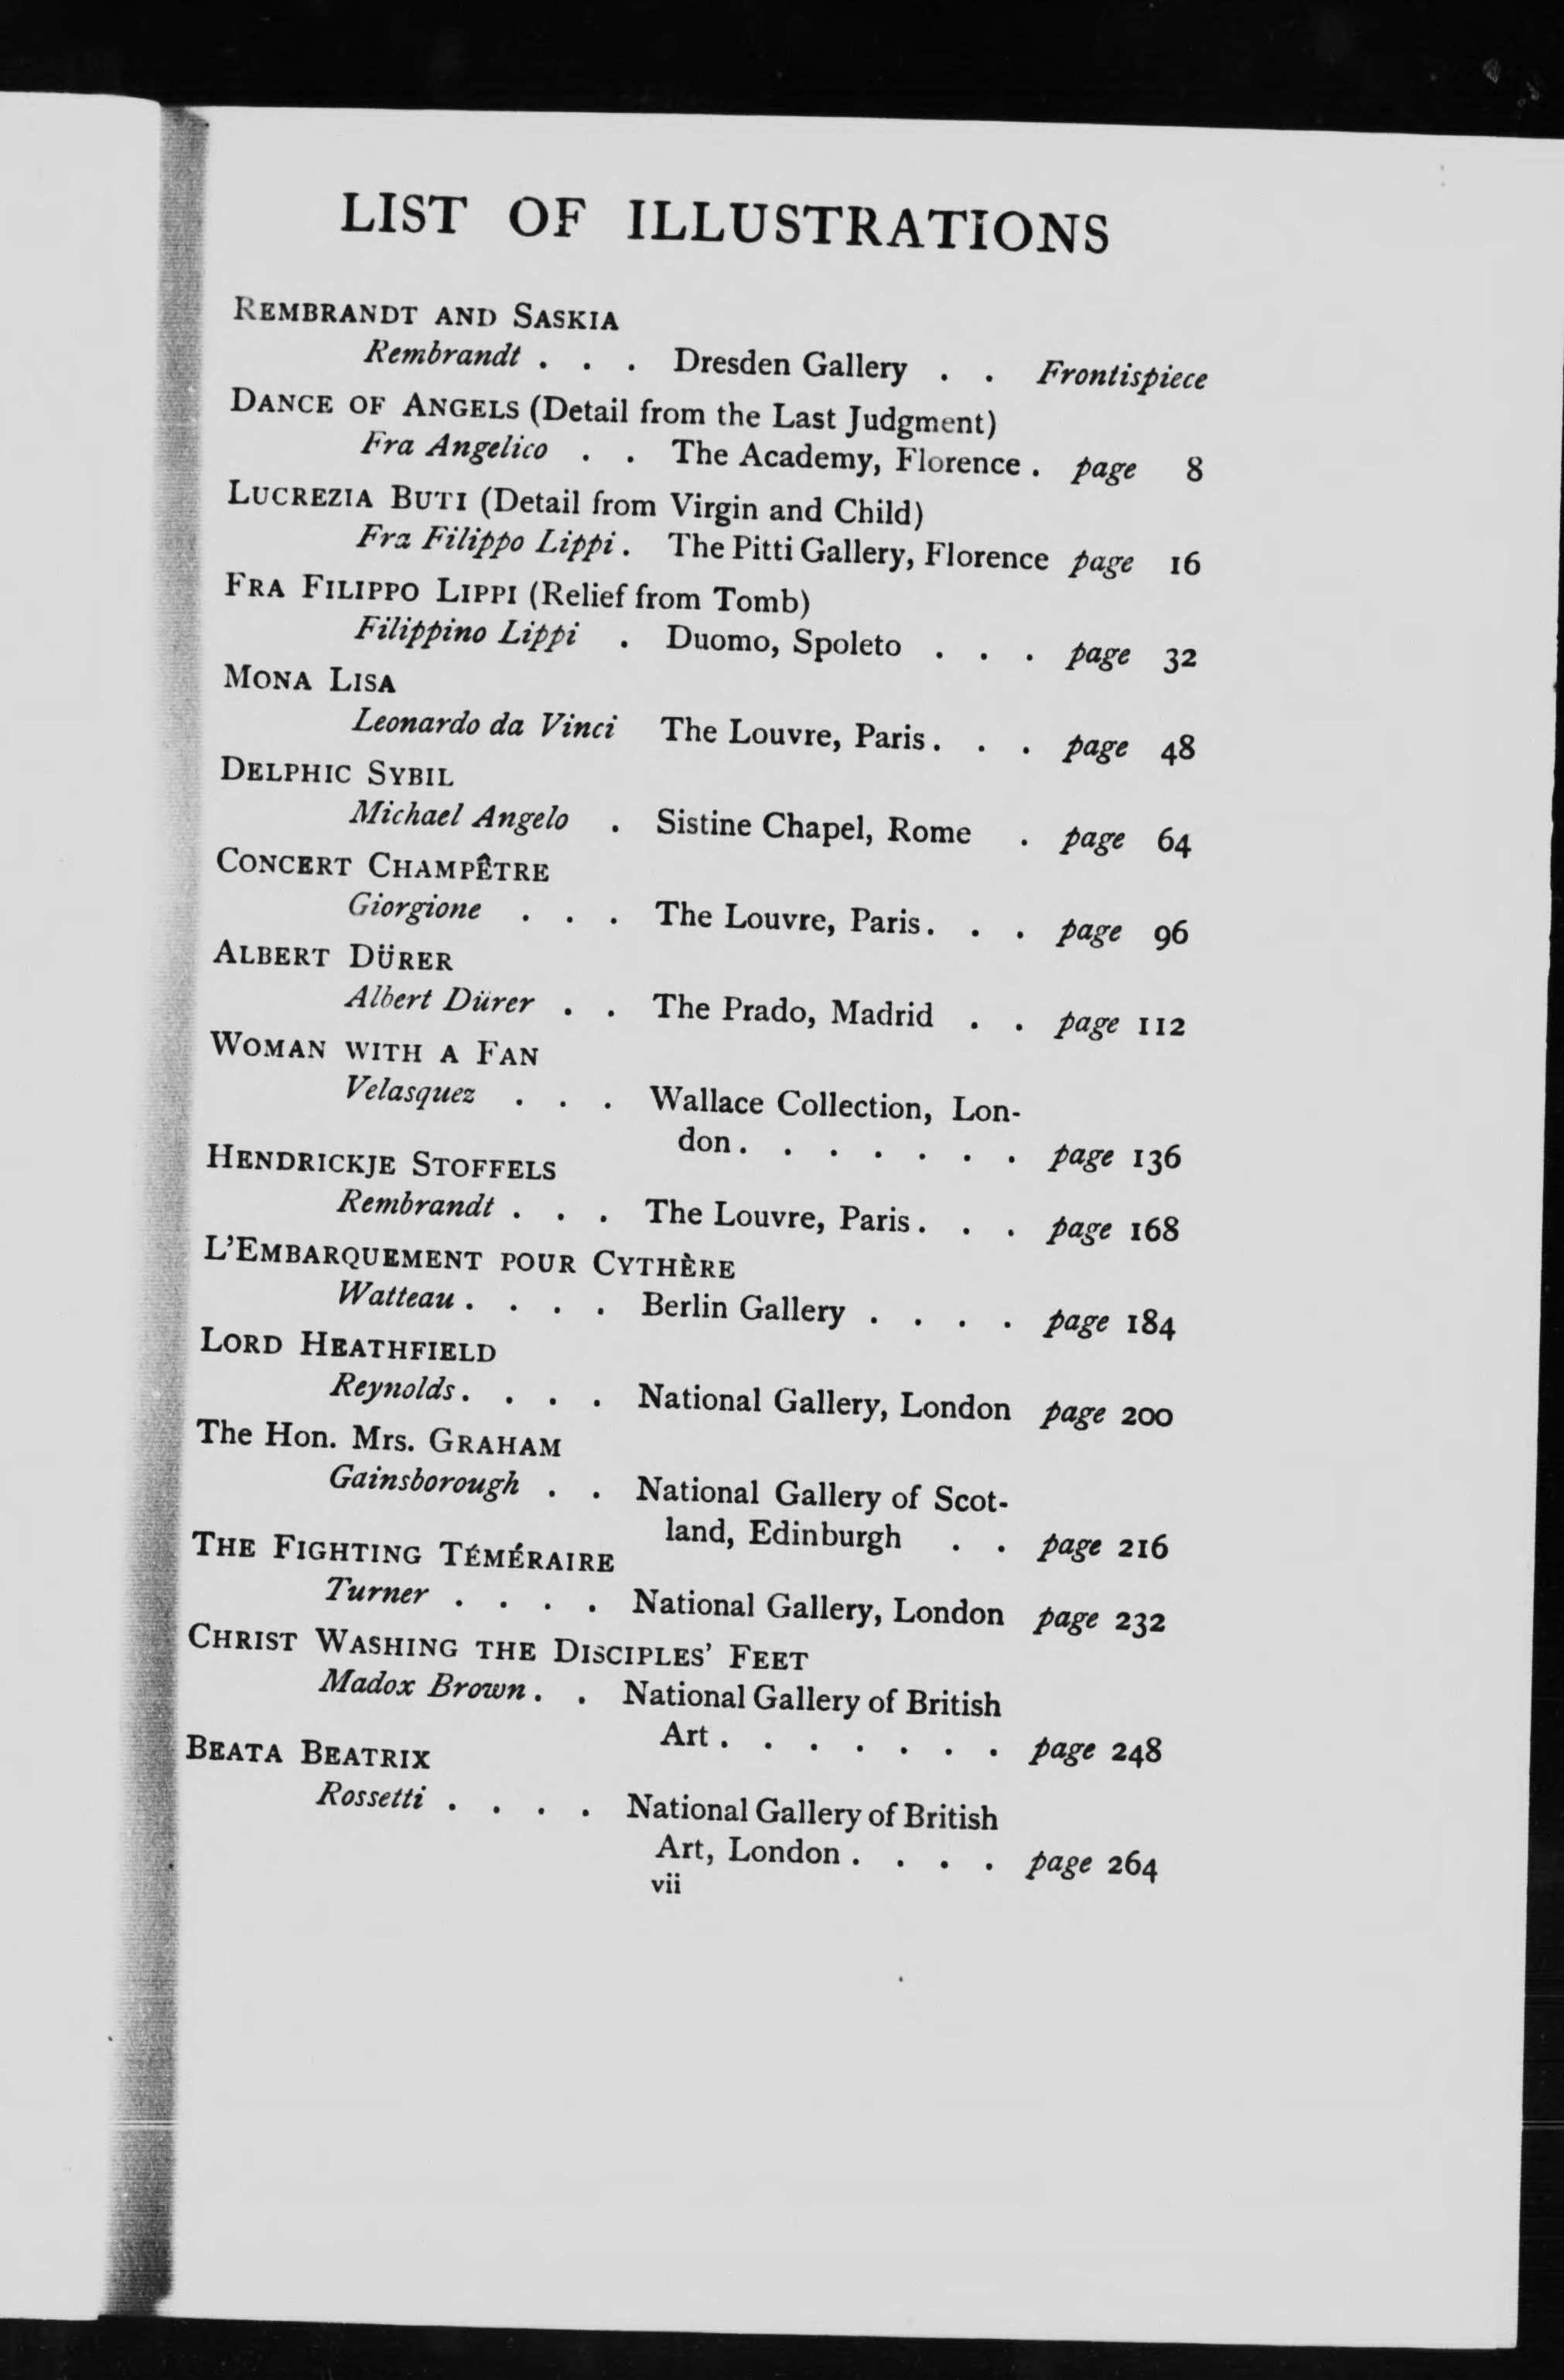 LIST OF ILLUSTRATIONS
REMBRANDT AND SASKIA
Rembrandt . . . Dresden Gallery . . Frontispiece
DANCE OF ANGELS (Detail from the Last Judgment)
Fra Angelico . . The Academy, Florence . page 8
LUCREZIA BUTI (Detail from Virgin and Child)
Fra Filippo Lippi . The Pitti Gallery, Florence page 16
FRA FILIPPO LIPPI (Relief from Tomb)
Filippino Lippi . Duomo, Spoleto . . . page 32
MONA LISA
Leonardo da Vinci The Louvre, Paris . . . page 48
DELPHIC SYBIL
Michael Angelo . Sistine Chapel, Rome . page 64
CONCERT CHAMPÊTRE
Giorgione . . . The Louvre, Paris . . . page 96
ALBERT DÜRER
Albert Dürer . . The Prado, Madrid . . page 112
WOMAN WITH A FAN
Velasquez . . . Wallace Collection, Lon-
don . . . . . . . page 136
HENDRICKJE STOFFELS
Rembrandt . . . The Louvre, Paris . . . page 168
L'EMBARQUEMENT POUR CYTHÈRE
Watteau . . . . Berlin Gallery . . . . page 184
LORD HEATHFIELD
Reynolds . . . . National Gallery, London page 200
The Hon. Mrs. GRAHAM
Gainsborough . . National Gallery of Scot-
land, Edinburgh . . page 216
THE FIGHTING TÉMÉRAIRE
Turner . . . . National Gallery, London page 232
CHRIST WASHING THE DISCIPLES' FEET
Madox Brown . . National Gallery of British
Art . . . . . . . page 248
BEATA BEATRIX
Rossetti . . . . National Gallery of British
Art, London . . . . page 264
vii